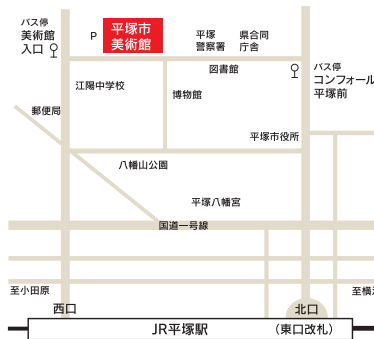 バス停
美術館
入口
P
平塚市
美術館
平塚
警察署
県合同
庁舎
図書館
バス停
コンフォール
平塚前
江陽中学校
博物館
郵便局
平塚市役所
八幡山公園
平塚八幡宮
国道一号線
至小田原
至横
西口
北口
JR平塚駅
（東口改札）